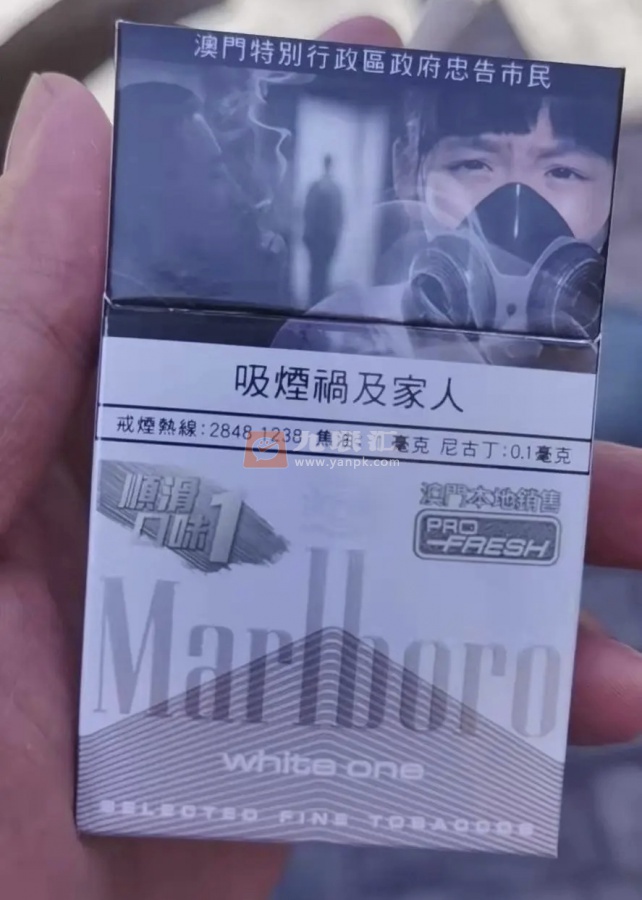 澳門特別行政區政府忠告市民
吸煙禍及家人
戒煙熱線:2848 1238 焦油: 毫克 尼古丁:0.1毫克
www.yanpk.com
順滑
口味1
澳門本地銷售
PRO
FRESH
Marlboro
white one
SELECTED FINE TOBACCOS